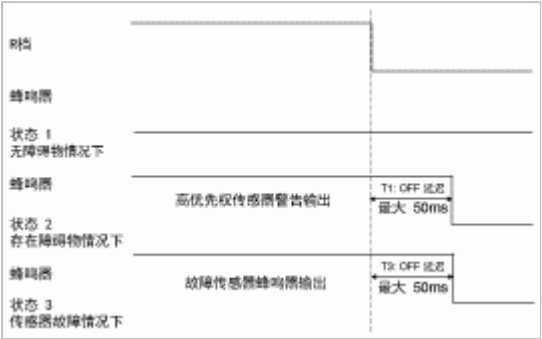 R档
蜂鸣器
状态 1
无障碍物情况下
蜂鸣器
高优先权传感器警告输出
T1: OFF 延迟
最大 50ms
状态 2
存在障碍物情况下
蜂鸣器
故障传感器蜂鸣器输出
T3: OFF 延迟
最大 50ms
状态 3
传感器故障情况下